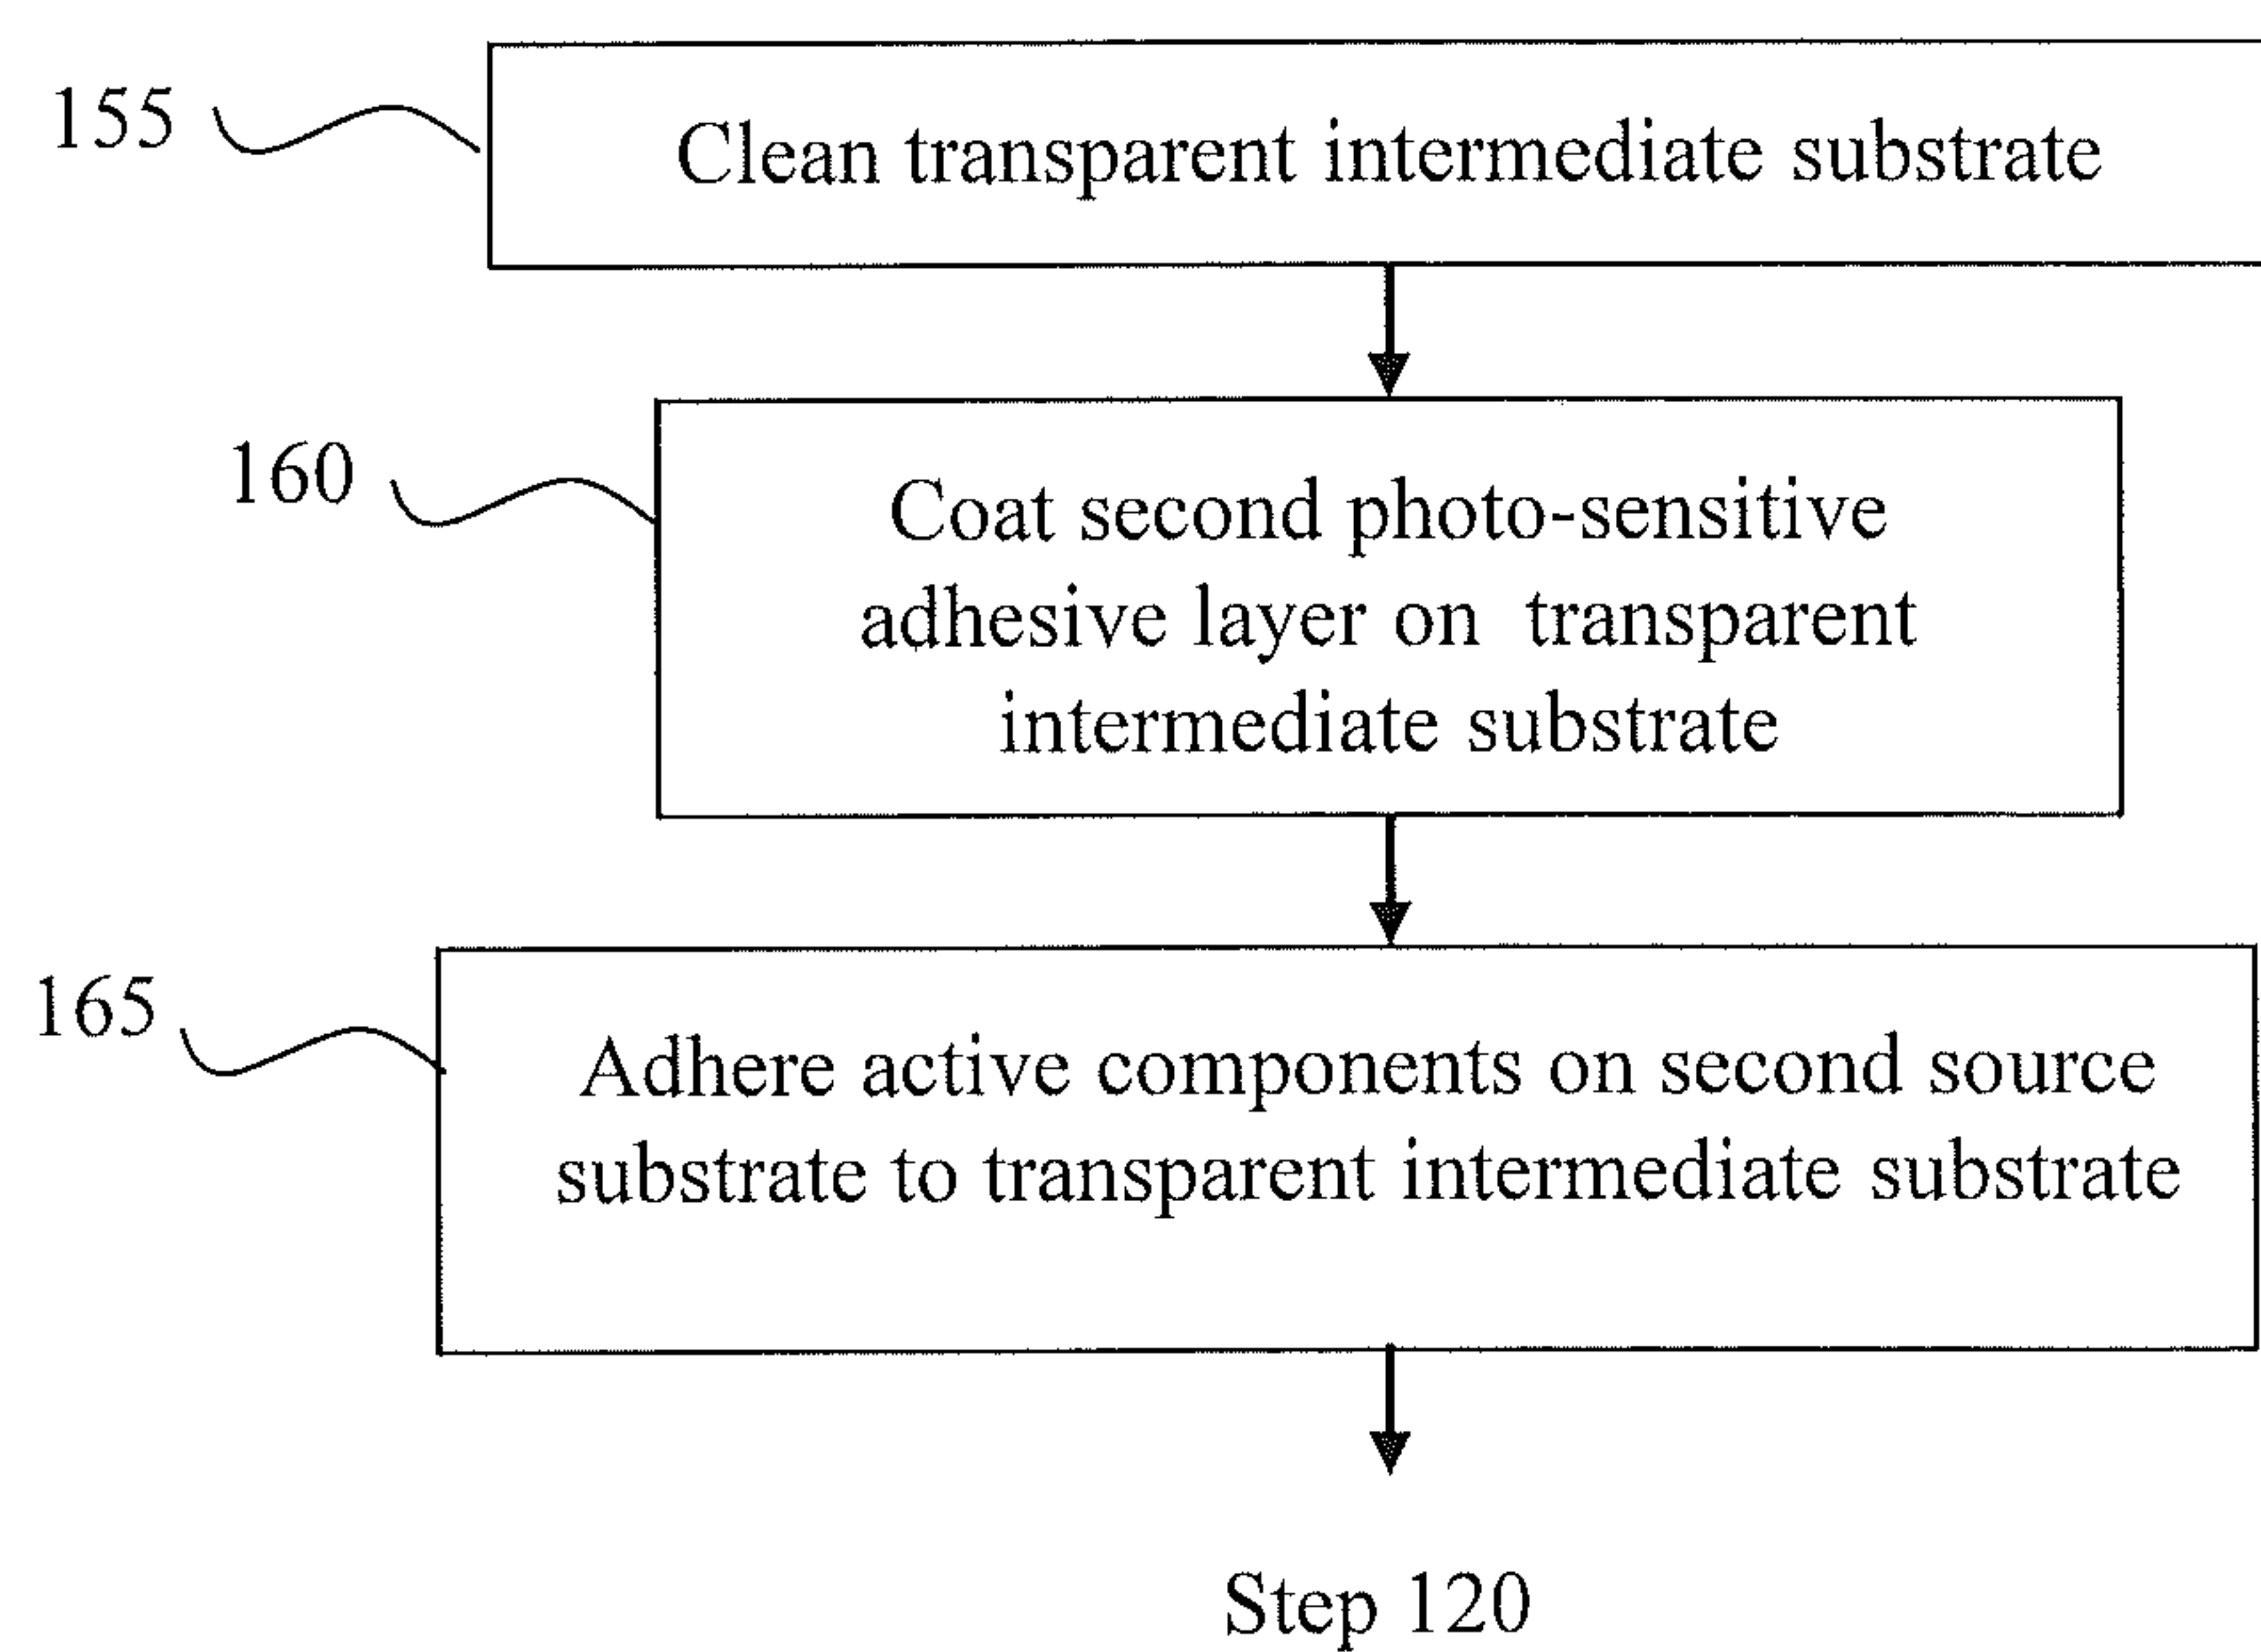 155
Clean transparent intermediate substrate
160
Coat second photo-sensitive
adhesive layer on transparent
intermediate substrate
165
Adhere active components on second source
substrate to transparent intermediate substrate
Step 120